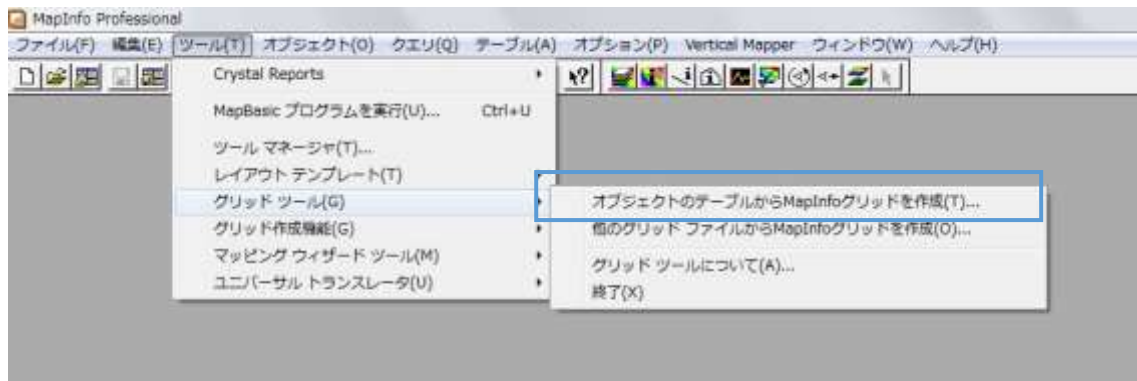 MapInfo Professional
ファイル(F) 編集(E) ツール(T) オブジェクト(O) クエリ(Q) テーブル(A) オプション(P) Vertical Mapper ウィンドウ(W) ヘルプ(H)
Crystal Reports
MapBasic プログラムを実行(U)... Ctrl+U
ツール マネージャ(T)...
レイアウト テンプレート(T)
グリッド ツール(G)
オブジェクトのテーブルからMapInfoグリッドを作成(T)...
グリッド作成機能(G)
他のグリッド ファイルからMapInfoグリッドを作成(O)...
マッピング ウィザード ツール(M)
グリッド ツールについて(A)...
ユニバーサル トランスレータ(U)
終了(X)